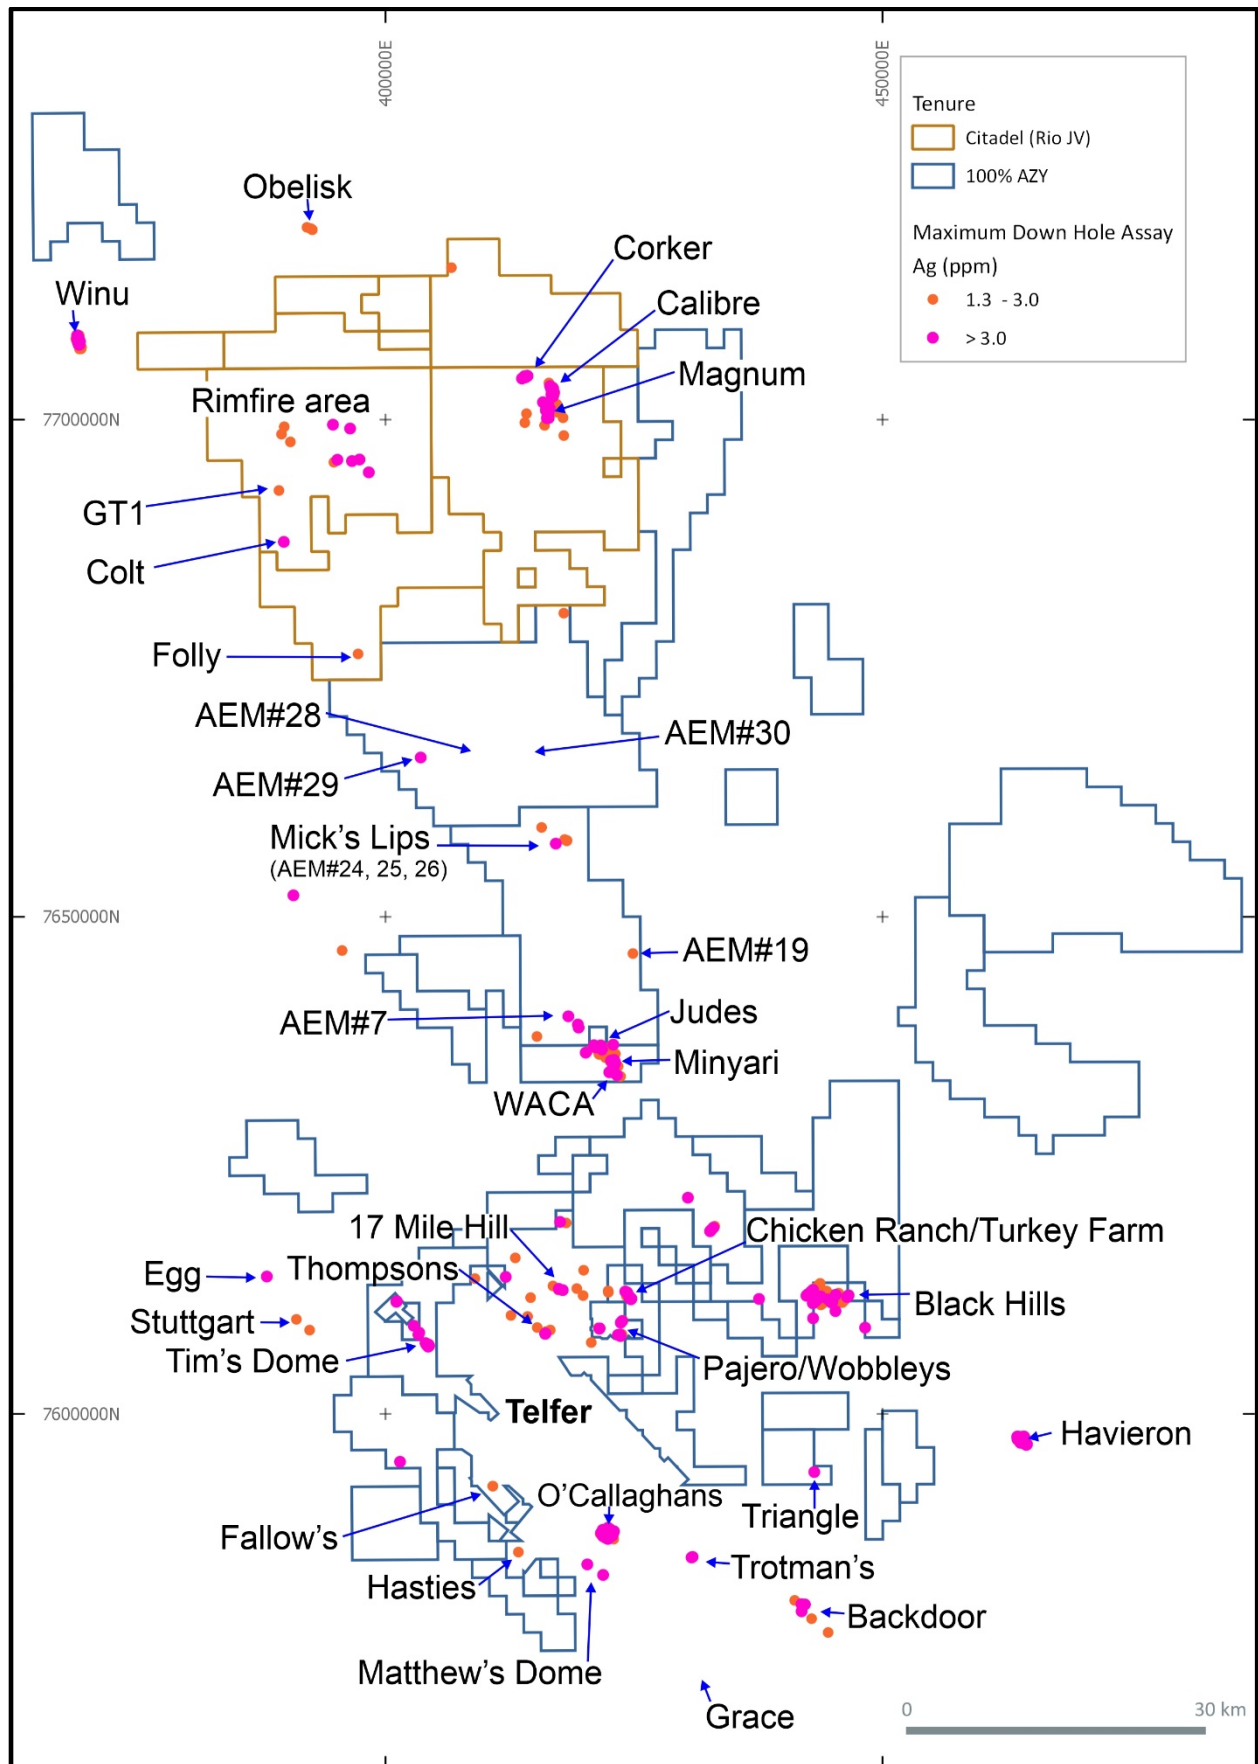 400000E
450000E
Tenure
Citadel (Rio JV)
100% AZY
Maximum Down Hole Assay
Ag (ppm)
1.3 - 3.0
> 3.0
Obelisk
Corker
Winu
Calibre
Magnum
Rimfire area
7700000N
GT1
Colt
Folly
AEM#28
AEM#30
AEM#29
Mick's Lips
(AEM#24, 25, 26)
7650000N
AEM#19
Judes
AEM#7
Minyari
WACA
17 Mile Hill
Chicken Ranch/Turkey Farm
Thompsons
Egg
Black Hills
Stuttgart
Tim's Dome
Pajero/Wobbleys
Telfer
7600000N
Havieron
O'Callaghans
Triangle
Fallow's
Trotman's
Hasties
Backdoor
Matthew's Dome
Grace
0
30 km